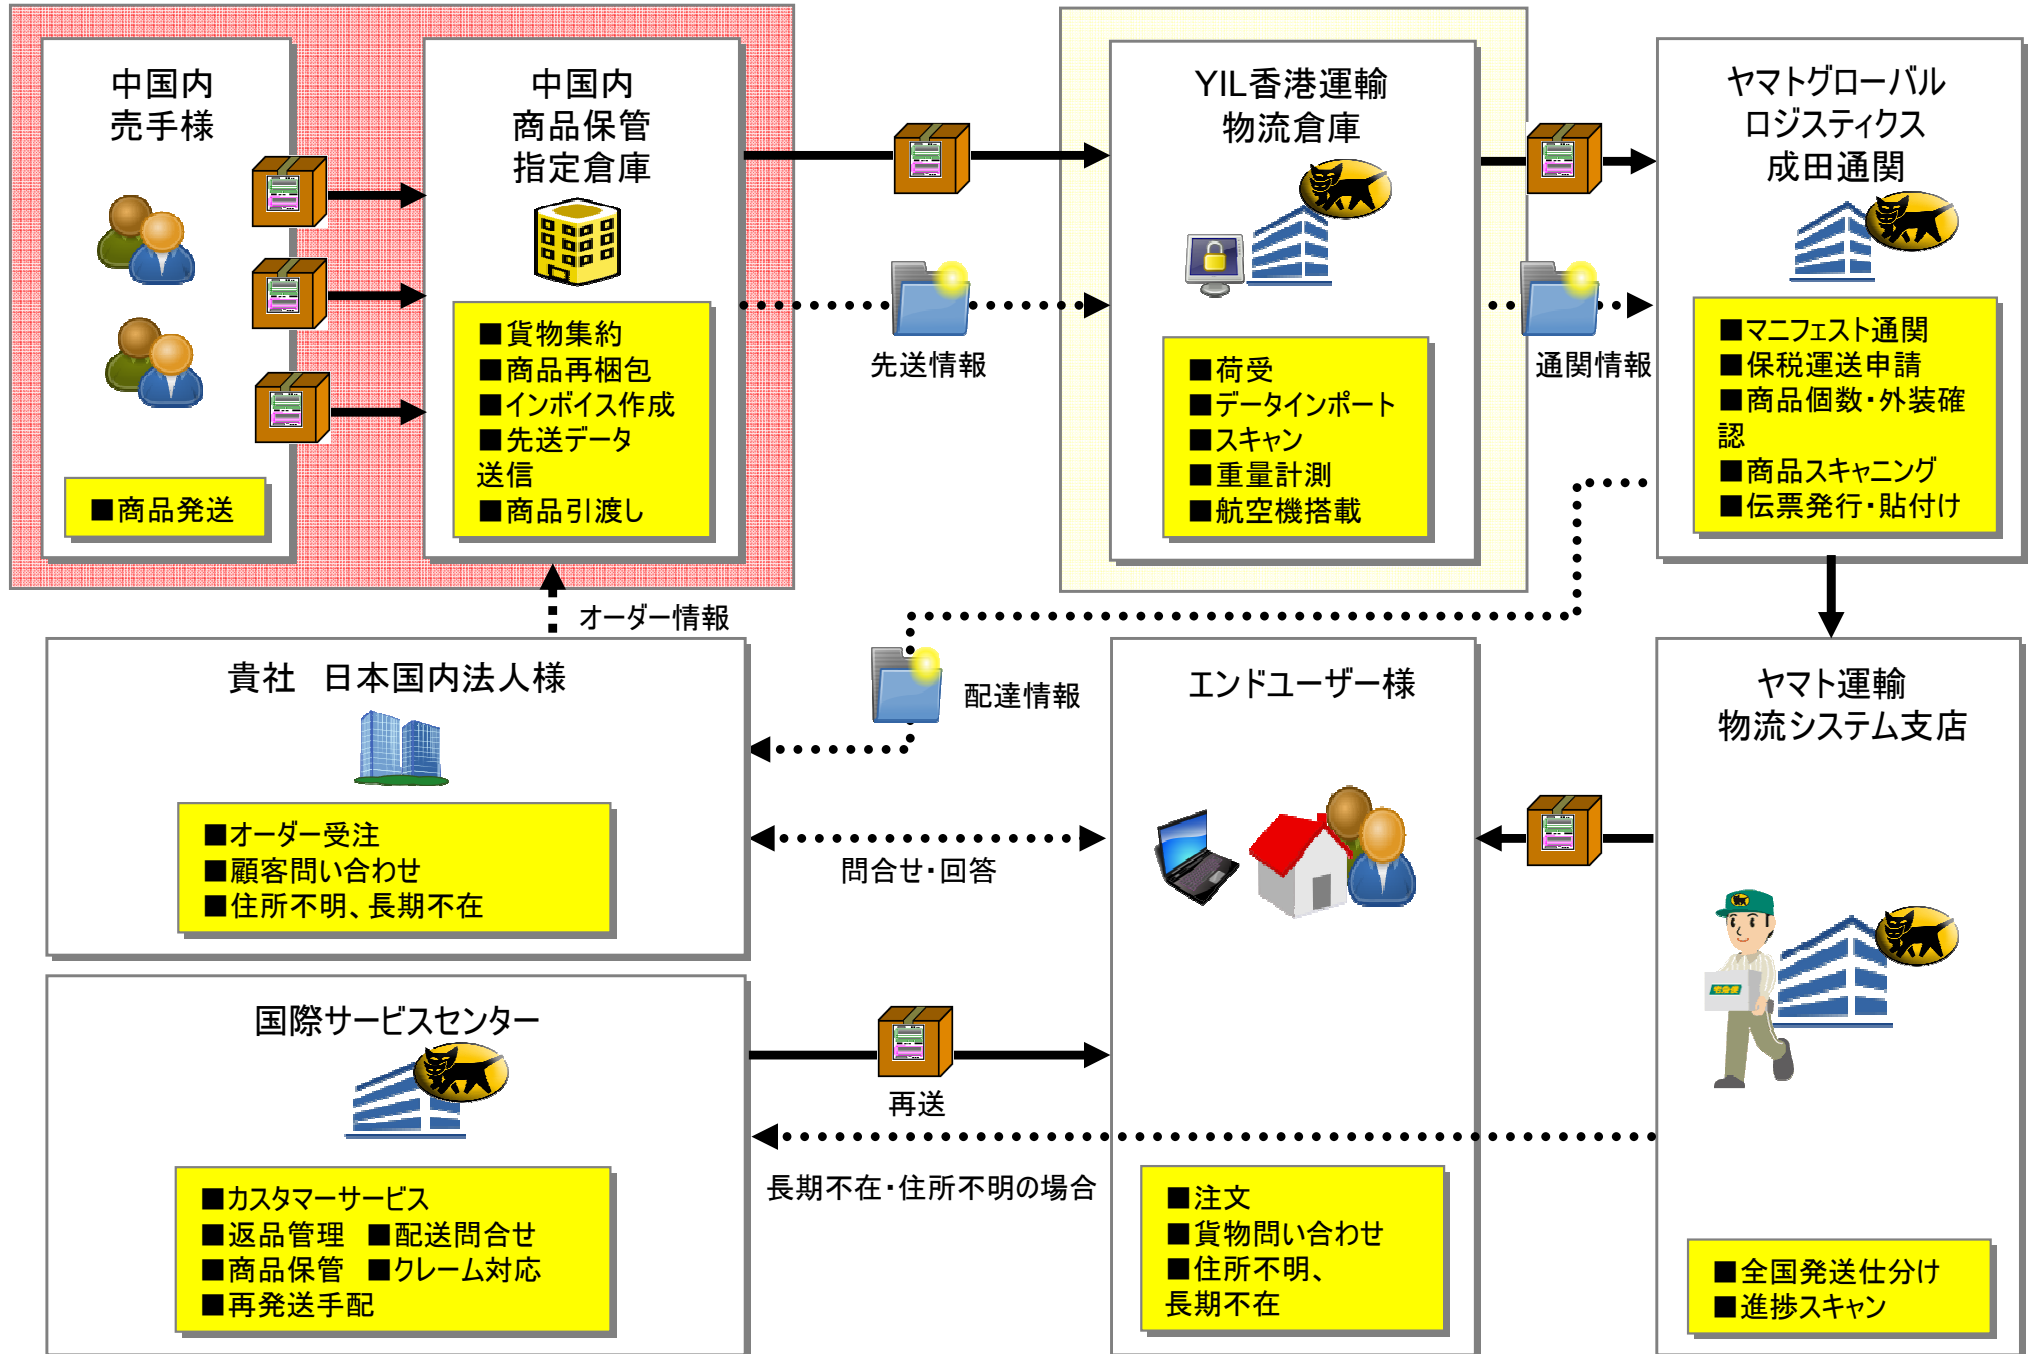 中国内
売手様
■商品発送
中国内
商品保管
指定倉庫
■貨物集約
■商品再梱包
■インボイス作成
■先送データ
送信
■商品引渡し
先送情報
YIL香港運輸
物流倉庫
■荷受
■データインポート
■スキャン
■重量計測
■航空機搭載
通関情報
ヤマトグローバル
ロジスティクス
成田通関
■マニフェスト通関
■保税運送申請
■商品個数・外装確
認
■商品スキャニング
■伝票発行・貼付け
オーダー情報
貴社　日本国内法人様
■オーダー受注
■顧客問い合わせ
■住所不明、長期不在
配達情報
問合せ・回答
エンドユーザー様
■注文
■貨物問い合わせ
■住所不明、
長期不在
ヤマト運輸
物流システム支店
宅急便
■全国発送仕分け
■進捗スキャン
国際サービスセンター
■カスタマーサービス
■返品管理　■配送問合せ
■商品保管　■クレーム対応
■再発送手配
再送
長期不在・住所不明の場合